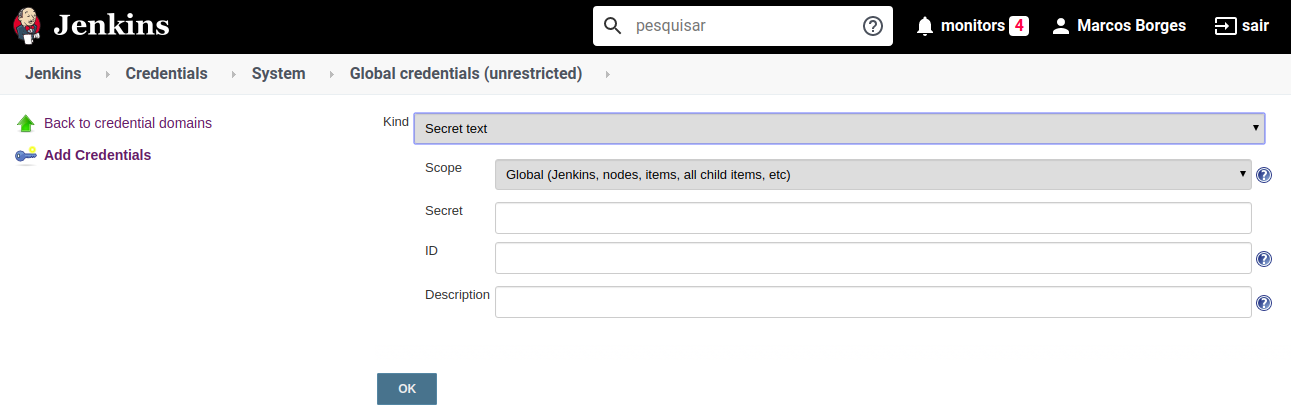 Jenkins
pesquisar
monitors 4
Marcos Borges
sair
Jenkins Credentials System Global credentials (unrestricted)
Back to credential domains
Add Credentials
Kind Secret text
Scope Global (Jenkins, nodes, items, all child items, etc)
Secret
ID
Description
OK